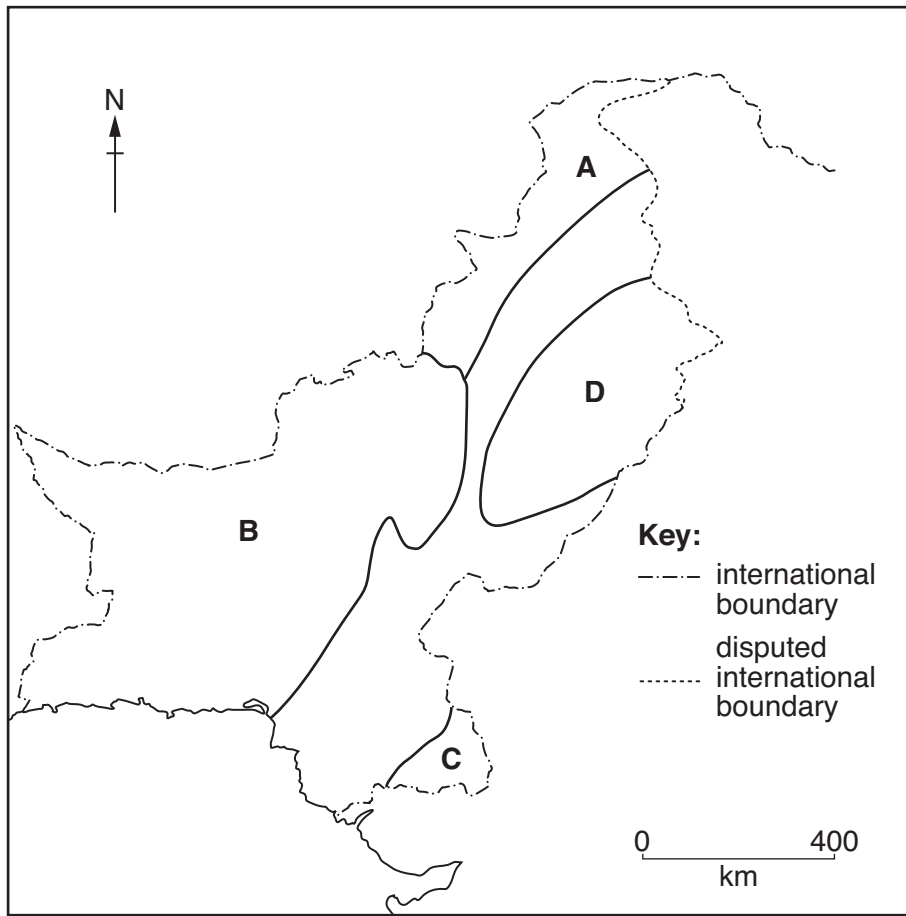 N
A
D
B
Key:
international
boundary
disputed
international
boundary
C
0 400
km